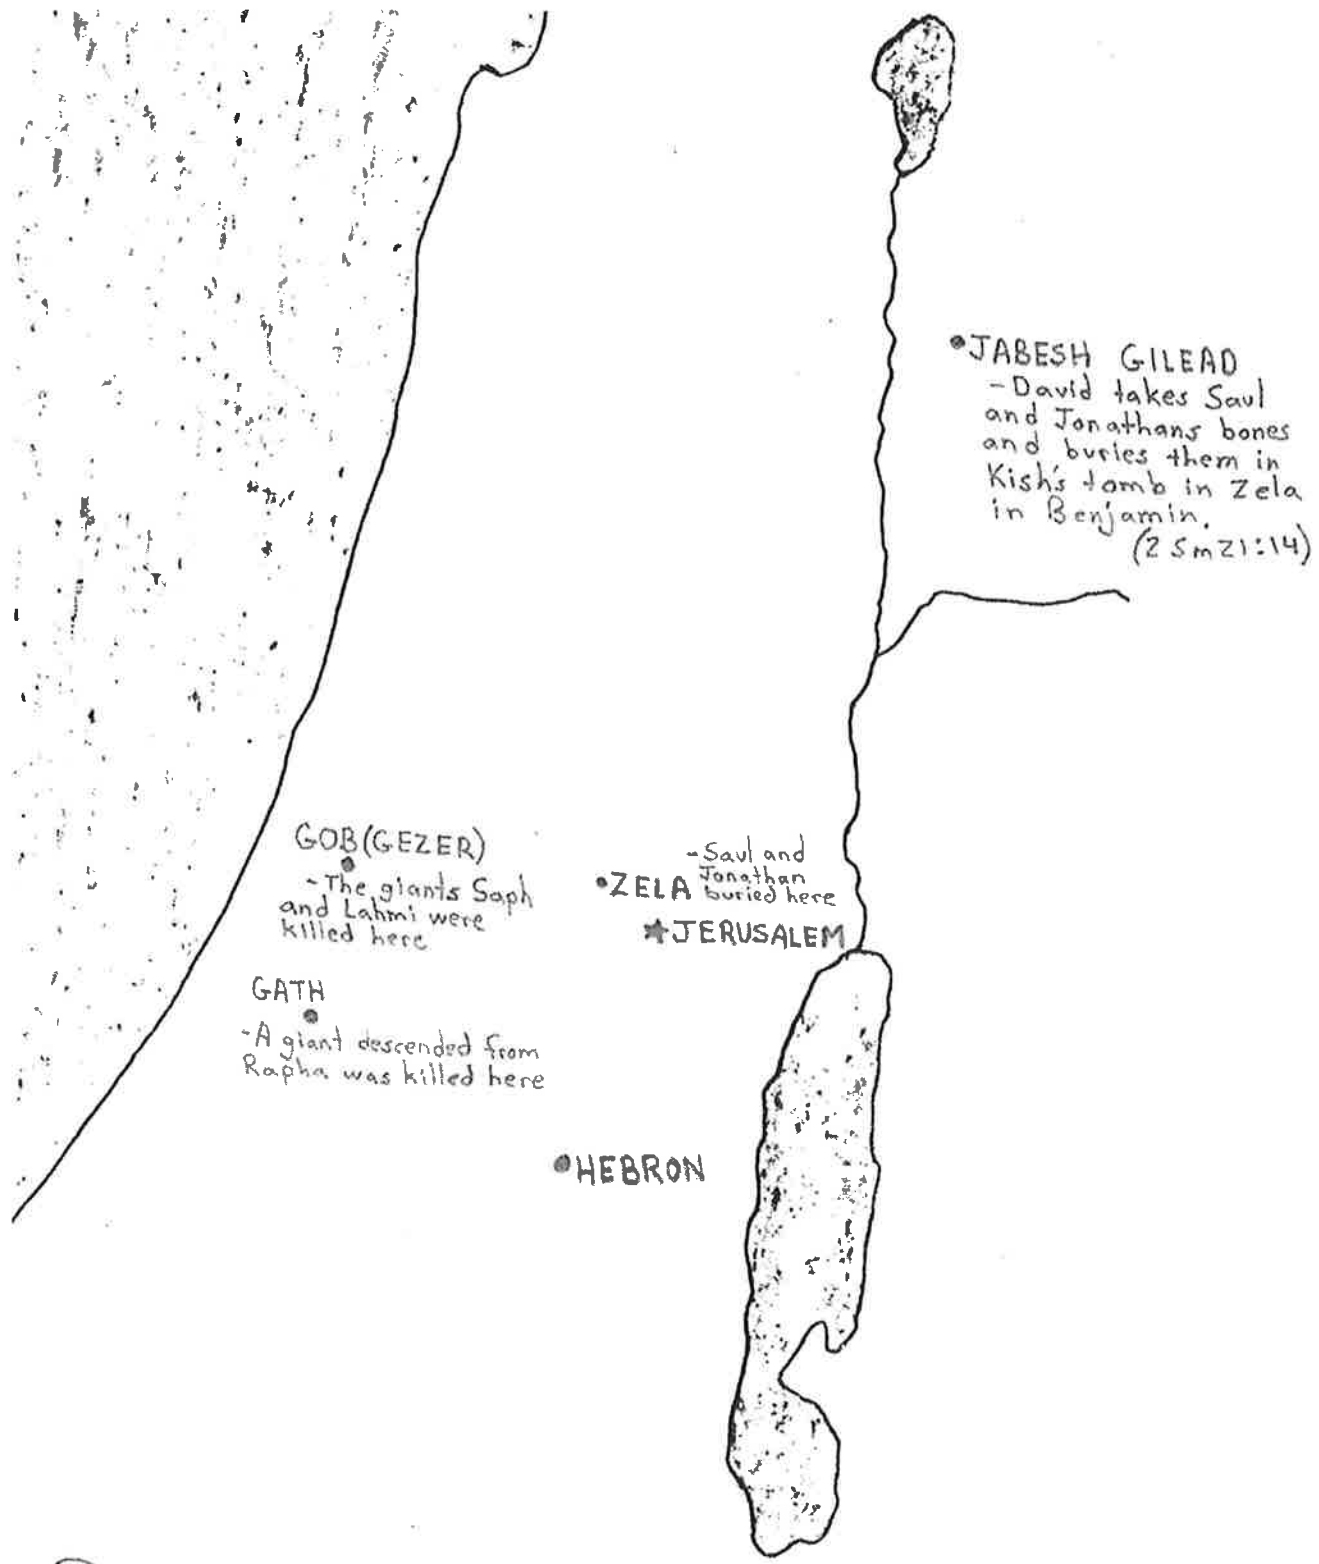 •JABESH GILEAD
-David takes Saul
and Jonathans bones
and buries them in
Kish's tomb in Zela
in Benjamin.
(2 Sm 21:14)
GOB(GEZER)
-The giants Saph
and Lahmi were
killed here
•ZELA
-Saul and
Jonathan
buried here
★JERUSALEM
GATH
-A giant descended from
Rapha was killed here
•HEBRON